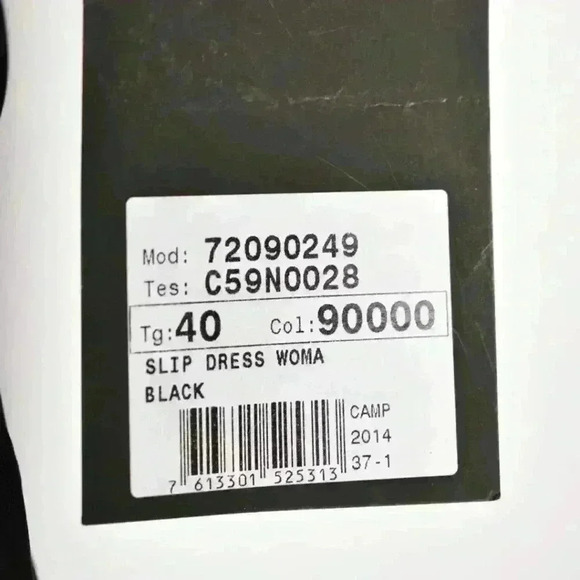 Mod: 72090249
Tes: C59N0028
Tg: 40 Col: 90000
SLIP DRESS WOMA
BLACK
CAMP
2014
37-1
7 613301 525313